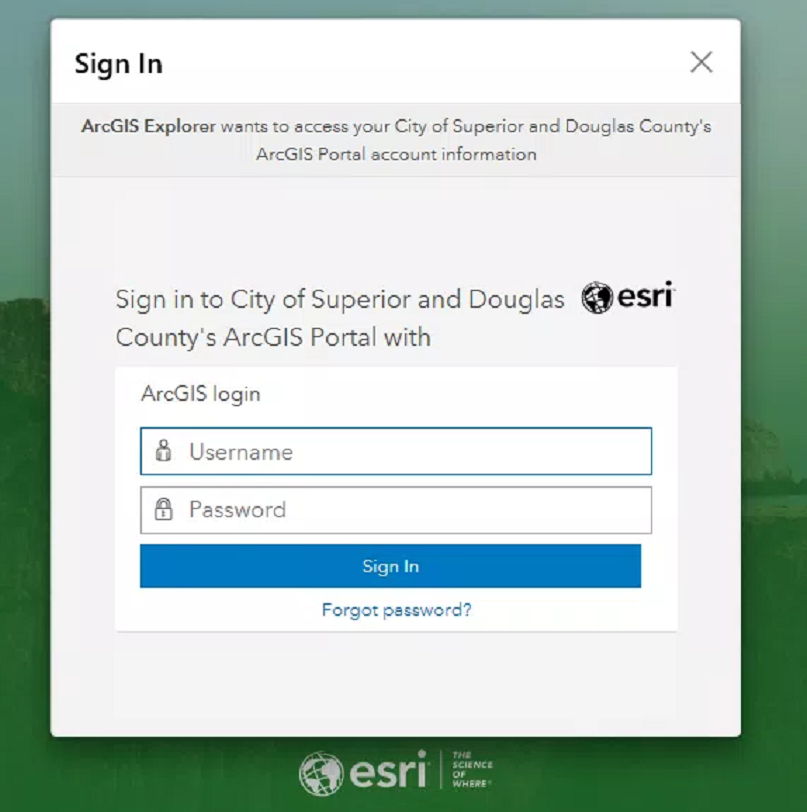 Sign In
ArcGIS Explorer wants to access your City of Superior and Douglas County's
ArcGIS Portal account information
Sign in to City of Superior and Douglas
esri
County's ArcGIS Portal with
ArcGIS login
Username
Password
Sign In
Forgot password?
esri
THE
SCIENCE
OF
WHERE